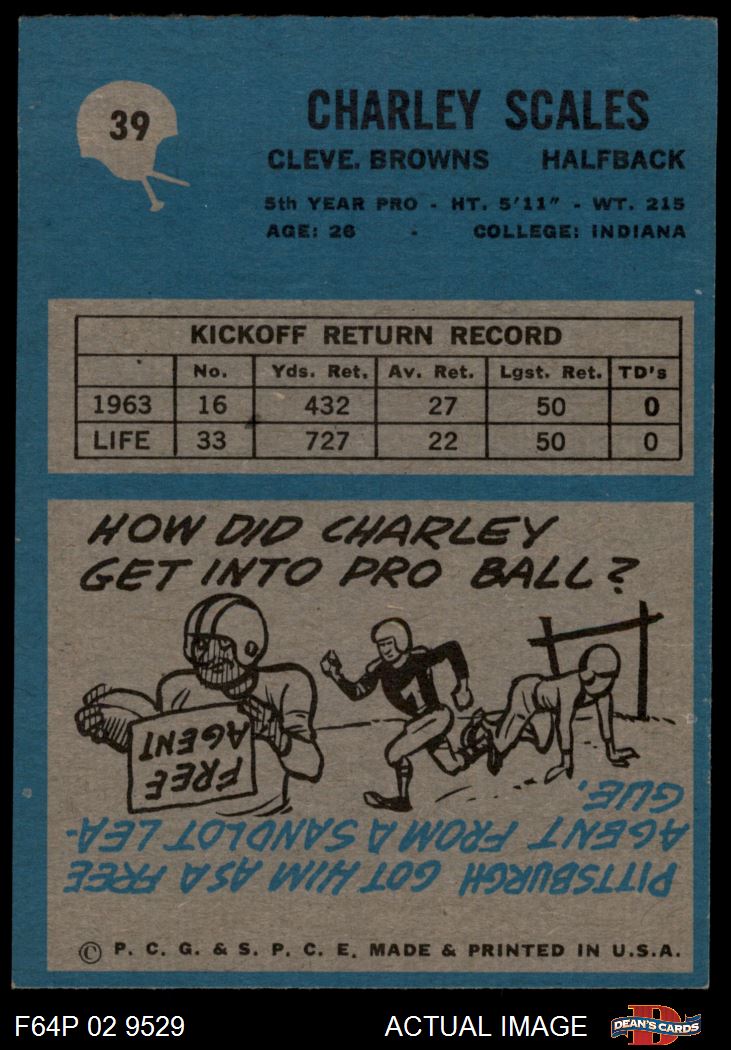 39
CHARLEY SCALES
CLEVE. BROWNS HALFBACK
5th YEAR PRO - HT. 5'11" - WT. 215
AGE: 26 - COLLEGE: INDIANA
KICKOFF RETURN RECORD
No. Yds. Ret. Av. Ret. Lgst. Ret. TD's
1963 16 432 27 50 0
LIFE 33 727 22 50 0
HOW DID CHARLEY
GET INTO PRO BALL?
FREE
AGENT
PITTSBURGH GOT HIM AS A FREE
AGENT FROM A SANDLOT LEA-
GUE.
© P. C. G. & S. P. C. E. MADE & PRINTED IN U.S.A.
F64P 02 9529 ACTUAL IMAGE
D
DEAN'S CARDS